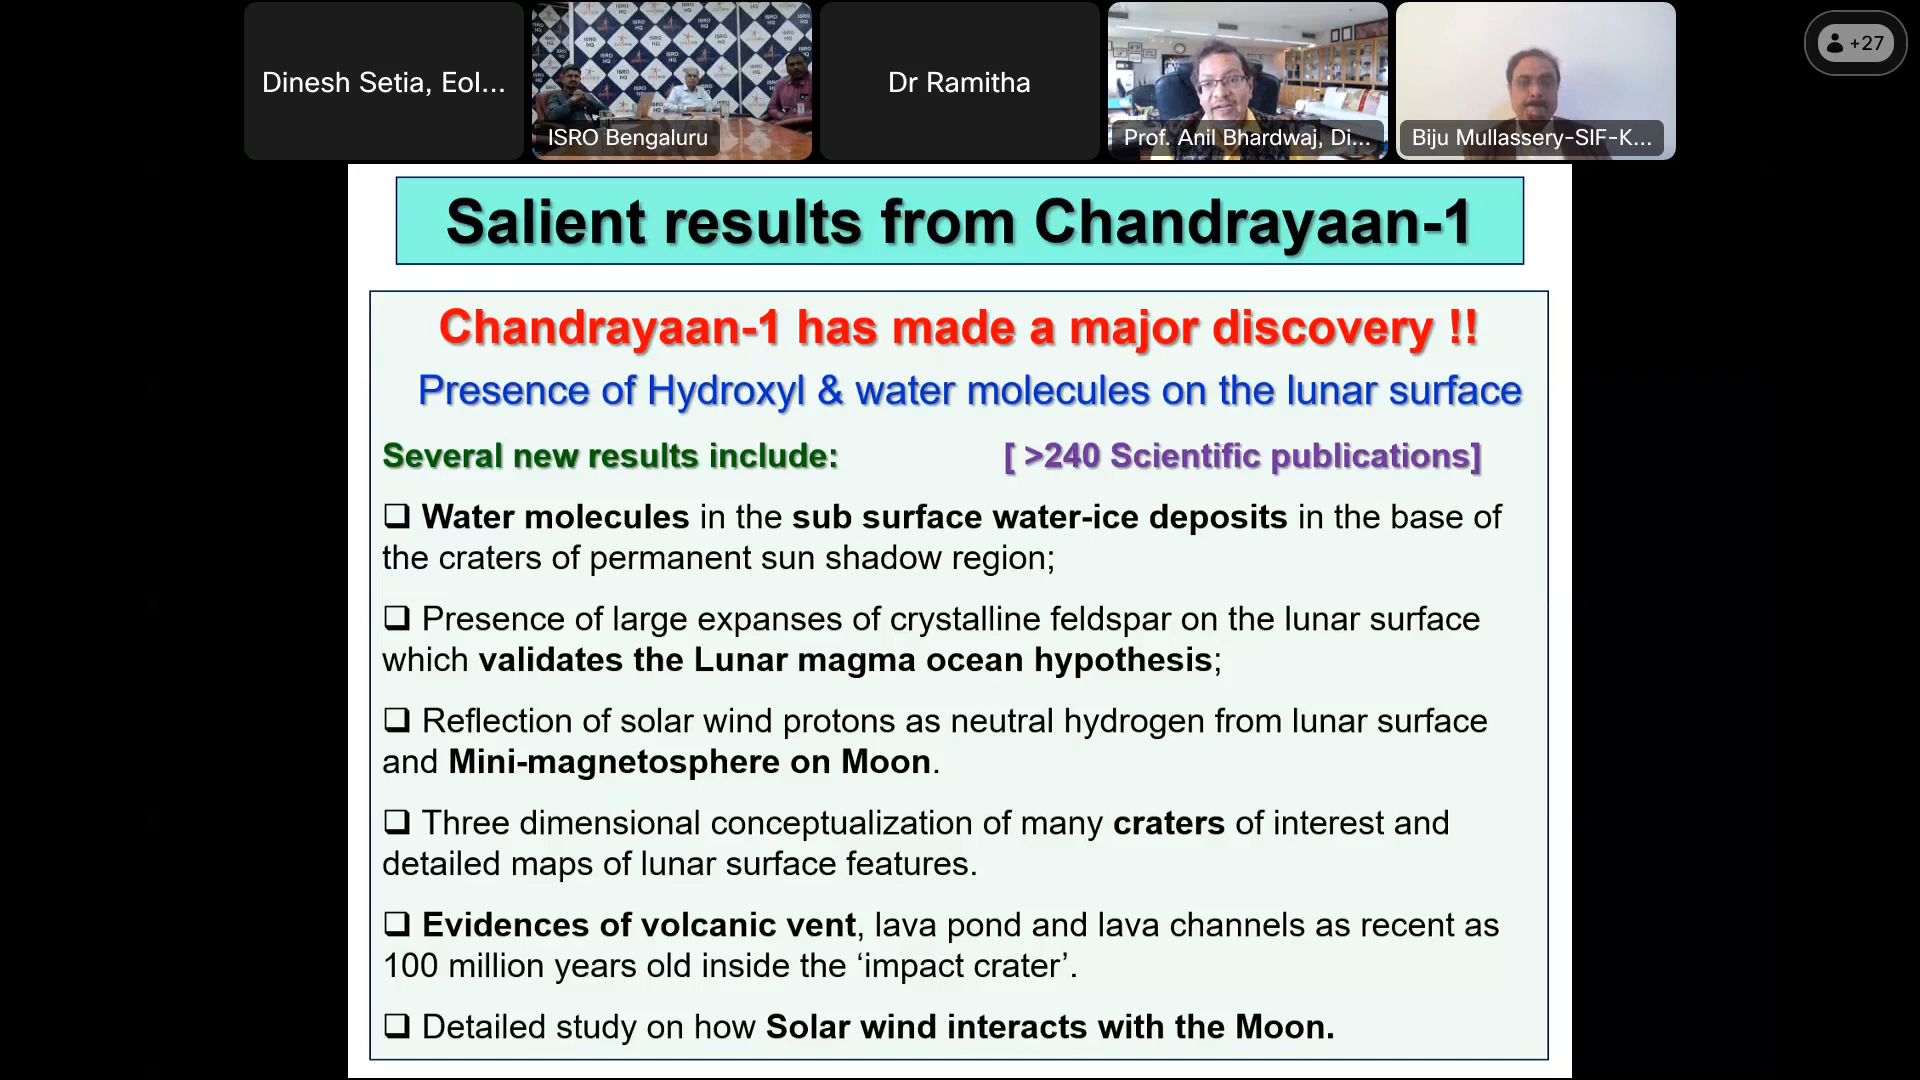 Dinesh Setia, Eol...
ISRO Bengaluru
Dr Ramitha
Prof. Anil Bhardwaj, Di...
Biju Mullassery-SIF-K...
+27
Salient results from Chandrayaan-1
Chandrayaan-1 has made a major discovery !!
Presence of Hydroxyl & water molecules on the lunar surface
Several new results include: [ >240 Scientific publications]
❑ Water molecules in the sub surface water-ice deposits in the base of
the craters of permanent sun shadow region;
❑ Presence of large expanses of crystalline feldspar on the lunar surface
which validates the Lunar magma ocean hypothesis;
❑ Reflection of solar wind protons as neutral hydrogen from lunar surface
and Mini-magnetosphere on Moon.
❑ Three dimensional conceptualization of many craters of interest and
detailed maps of lunar surface features.
❑ Evidences of volcanic vent, lava pond and lava channels as recent as
100 million years old inside the ‘impact crater’.
❑ Detailed study on how Solar wind interacts with the Moon.